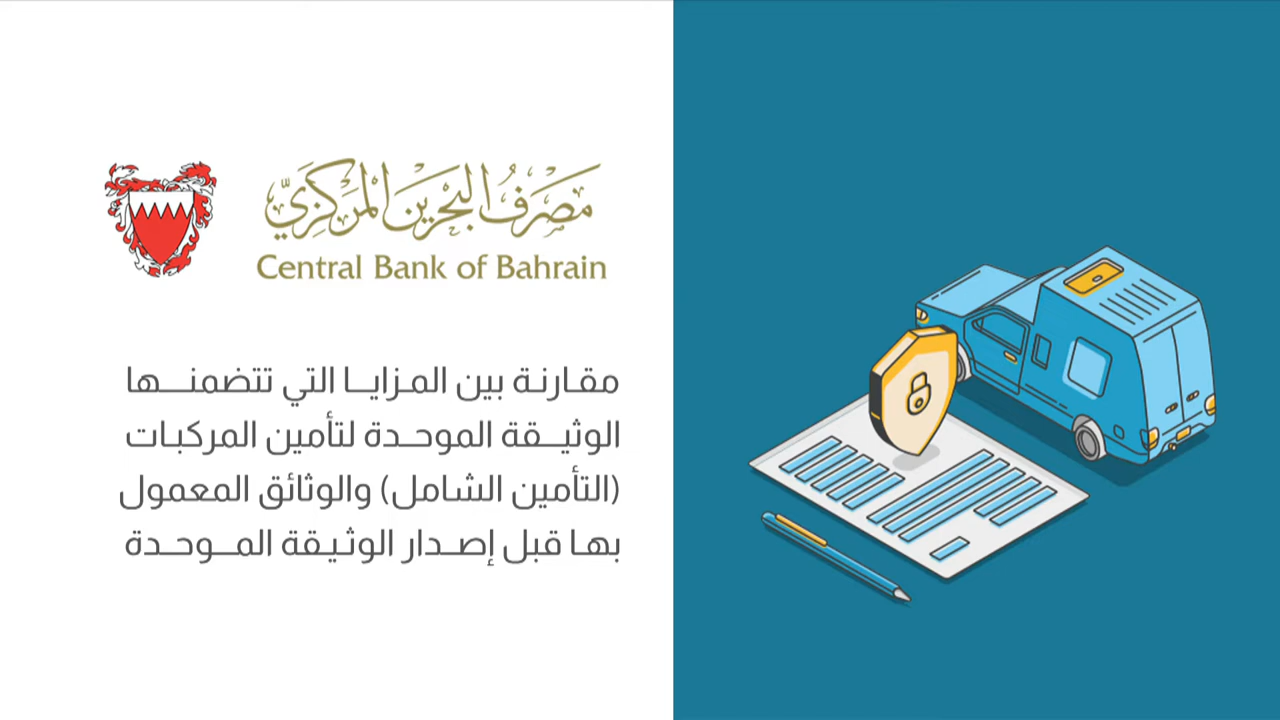 مصرف البحرين المركزي
Central Bank of Bahrain
مقارنة بين المزايا التي تتضمنها
الوثيقة الموحدة لتأمين المركبات
(التأمين الشامل) والوثائق المعمول
بها قبل إصدار الوثيقة الموحدة